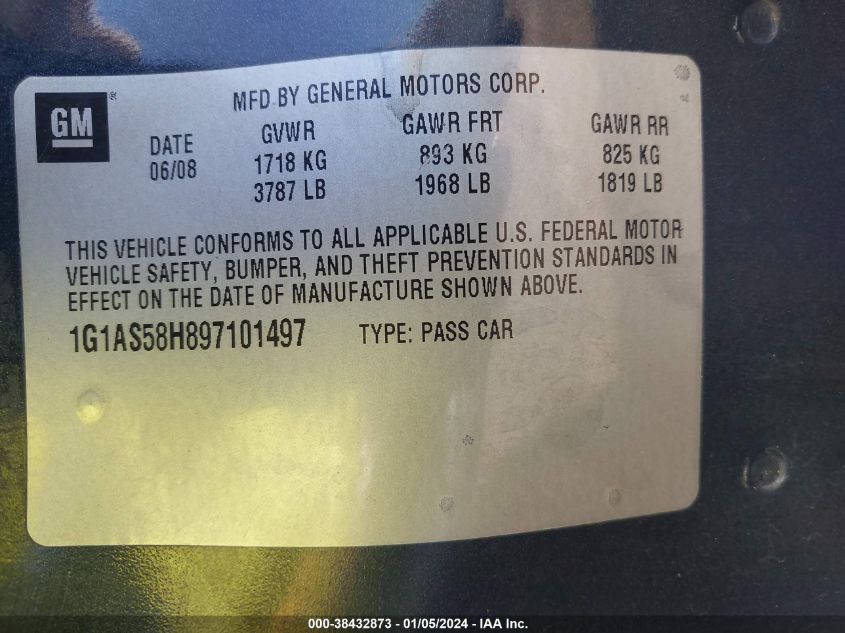 GM®
MFD BY GENERAL MOTORS CORP.
DATE GVWR GAWR FRT GAWR RR
06/08 1718 KG 893 KG 825 KG
3787 LB 1968 LB 1819 LB
THIS VEHICLE CONFORMS TO ALL APPLICABLE U.S. FEDERAL MOTOR
VEHICLE SAFETY, BUMPER, AND THEFT PREVENTION STANDARDS IN
EFFECT ON THE DATE OF MANUFACTURE SHOWN ABOVE.
1G1AS58H897101497 TYPE: PASS CAR
000-38432873 - 01/05/2024 - IAA Inc.